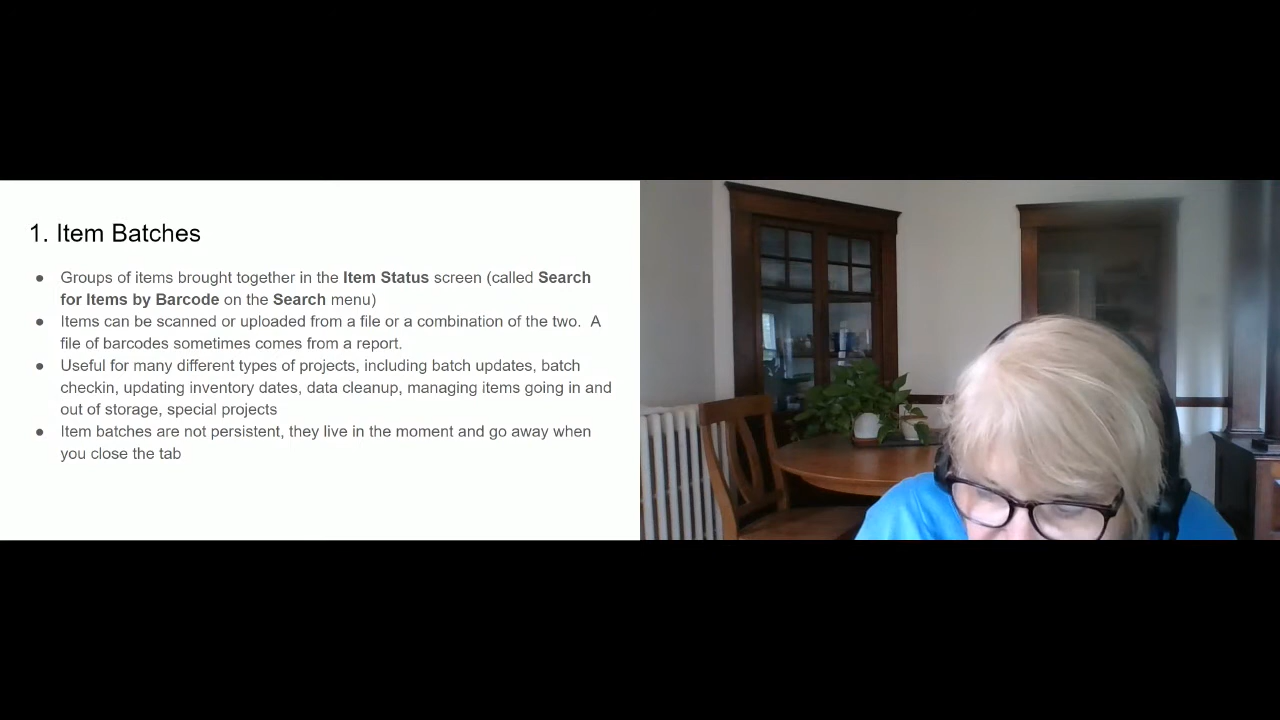 1. Item Batches
● Groups of items brought together in the Item Status screen (called Search
for Items by Barcode on the Search menu)
● Items can be scanned or uploaded from a file or a combination of the two.  A
file of barcodes sometimes comes from a report.
● Useful for many different types of projects, including batch updates, batch
checkin, updating inventory dates, data cleanup, managing items going in and
out of storage, special projects
● Item batches are not persistent, they live in the moment and go away when
you close the tab